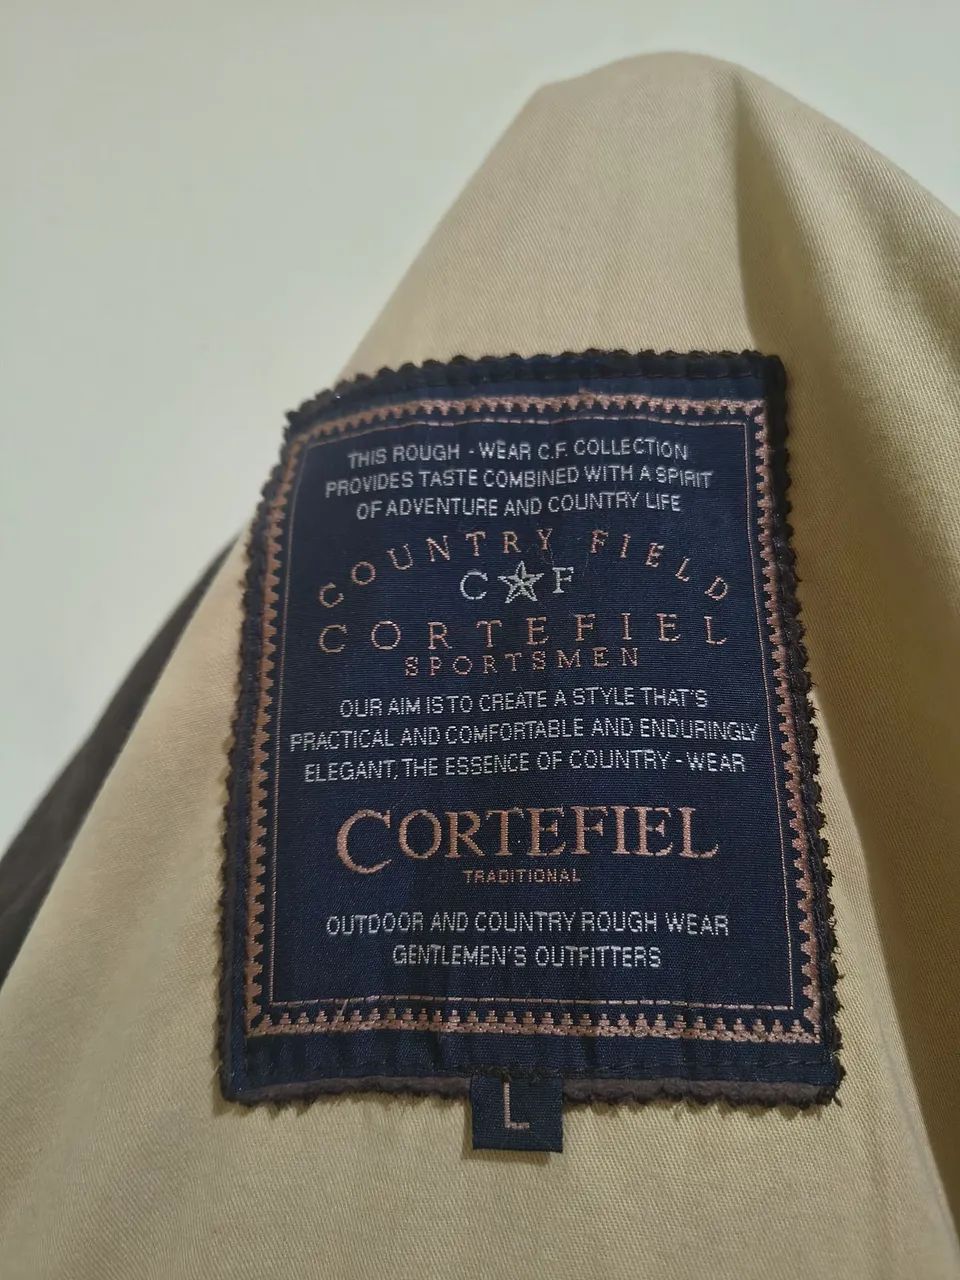 THIS ROUGH - WEAR C.F. COLLECTION
PROVIDES TASTE COMBINED WITH A SPIRIT
OF ADVENTURE AND COUNTRY LIFE
COUNTRY FIELD
C F
CORTEFIEL
SPORTSMEN
OUR AIM IS TO CREATE A STYLE THAT'S
PRACTICAL AND COMFORTABLE AND ENDURINGLY
ELEGANT, THE ESSENCE OF COUNTRY - WEAR
CORTEFIEL
TRADITIONAL
OUTDOOR AND COUNTRY ROUGH WEAR
GENTLEMEN'S OUTFITTERS
L